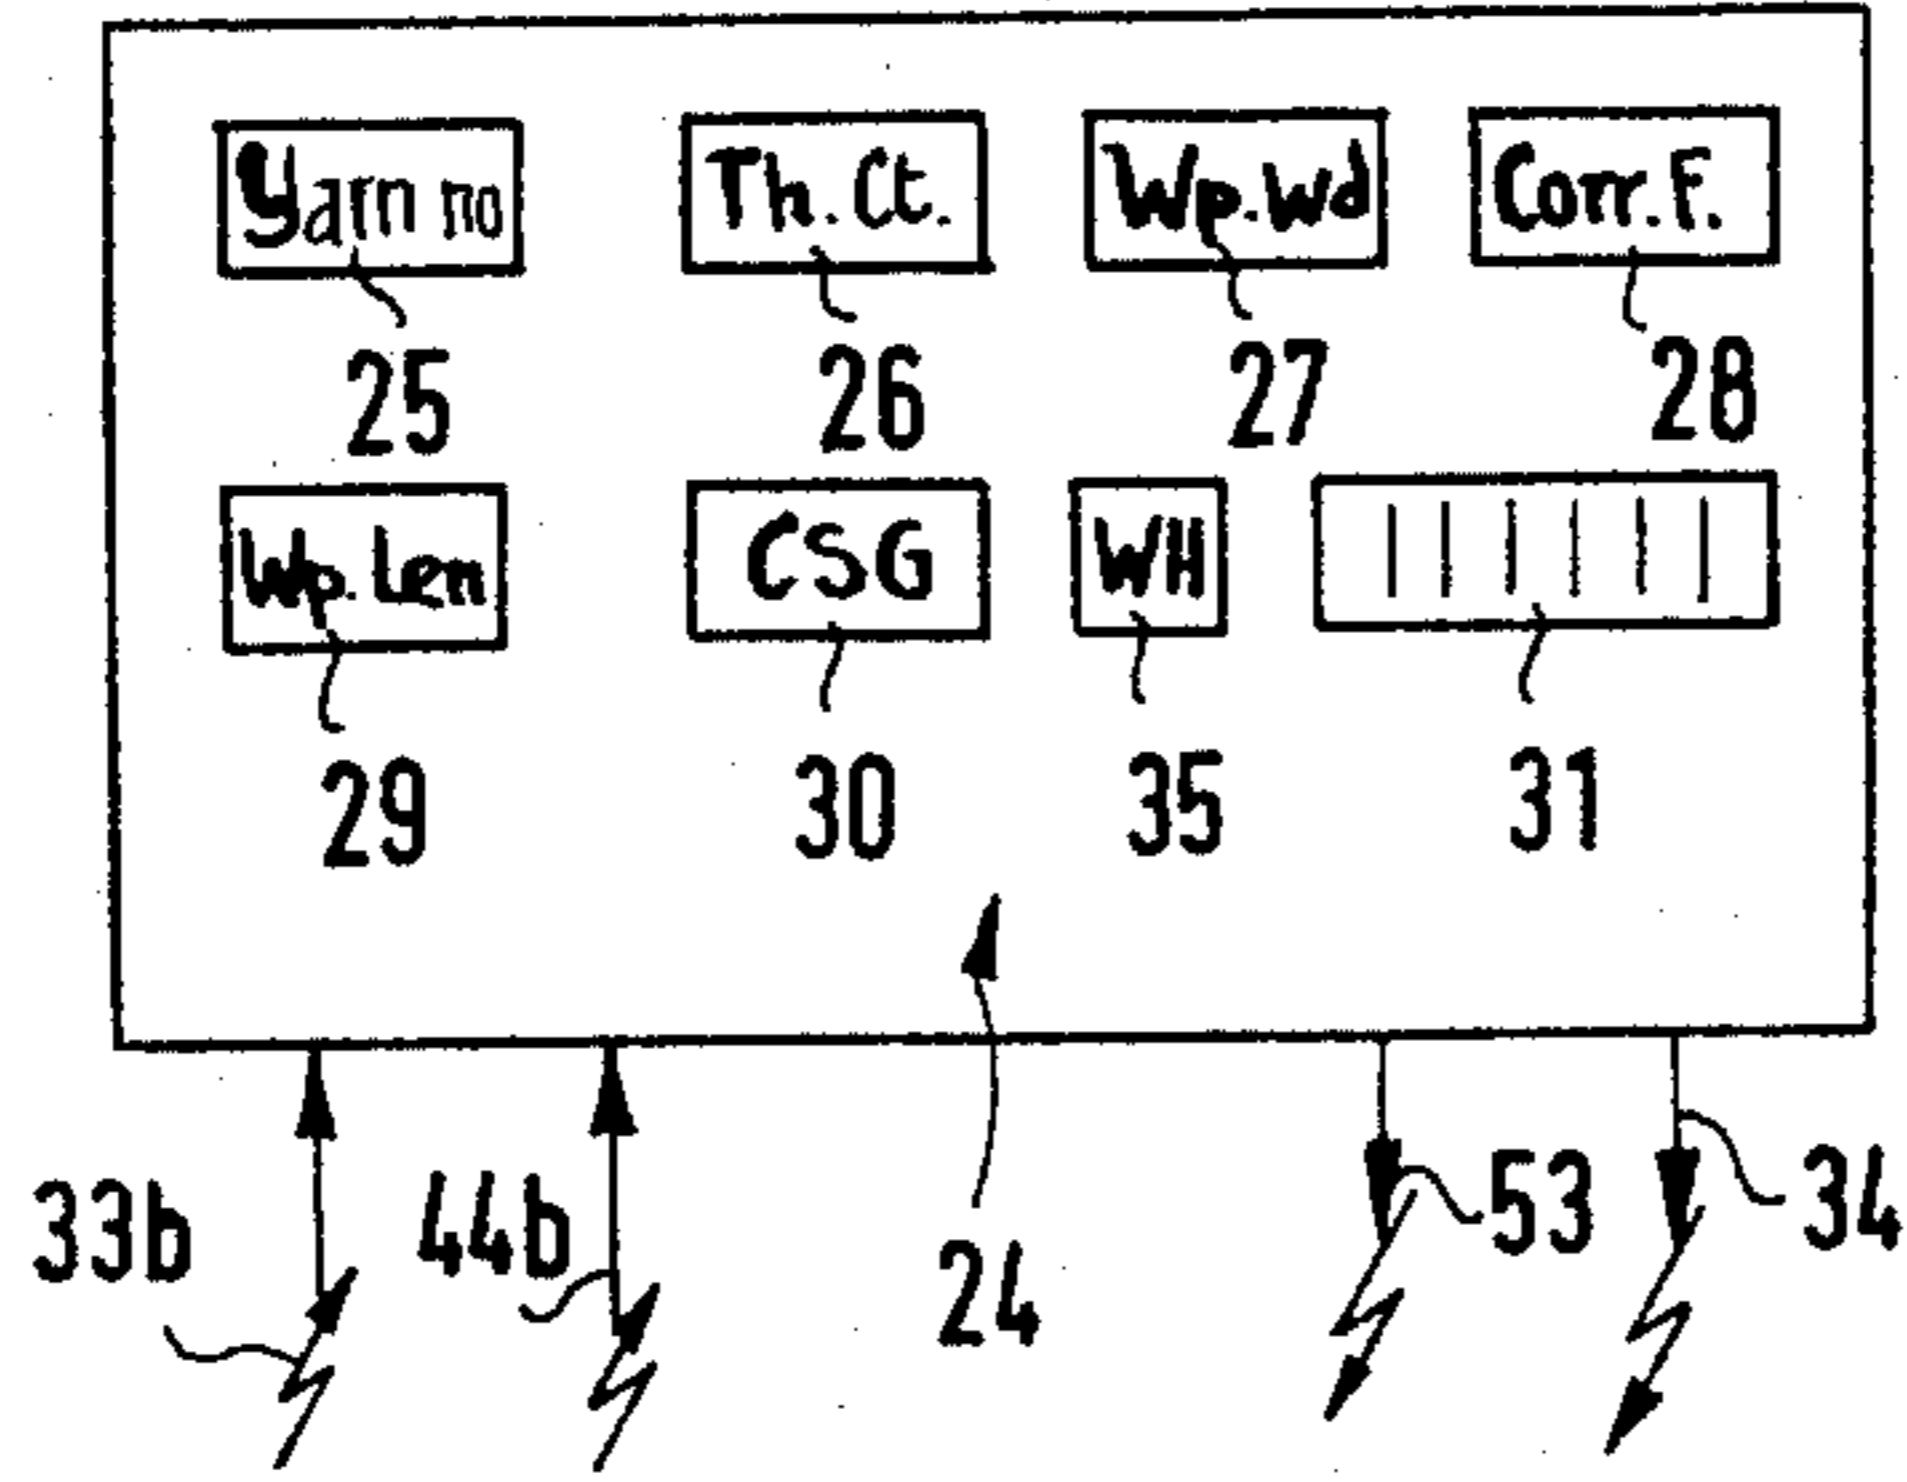 Yarn no Th. Ct. Wp. Wd Corr. F.
25 26 27 28
Wp. Len CSG WH
29 30 35 31
33b 44b 24 53 34